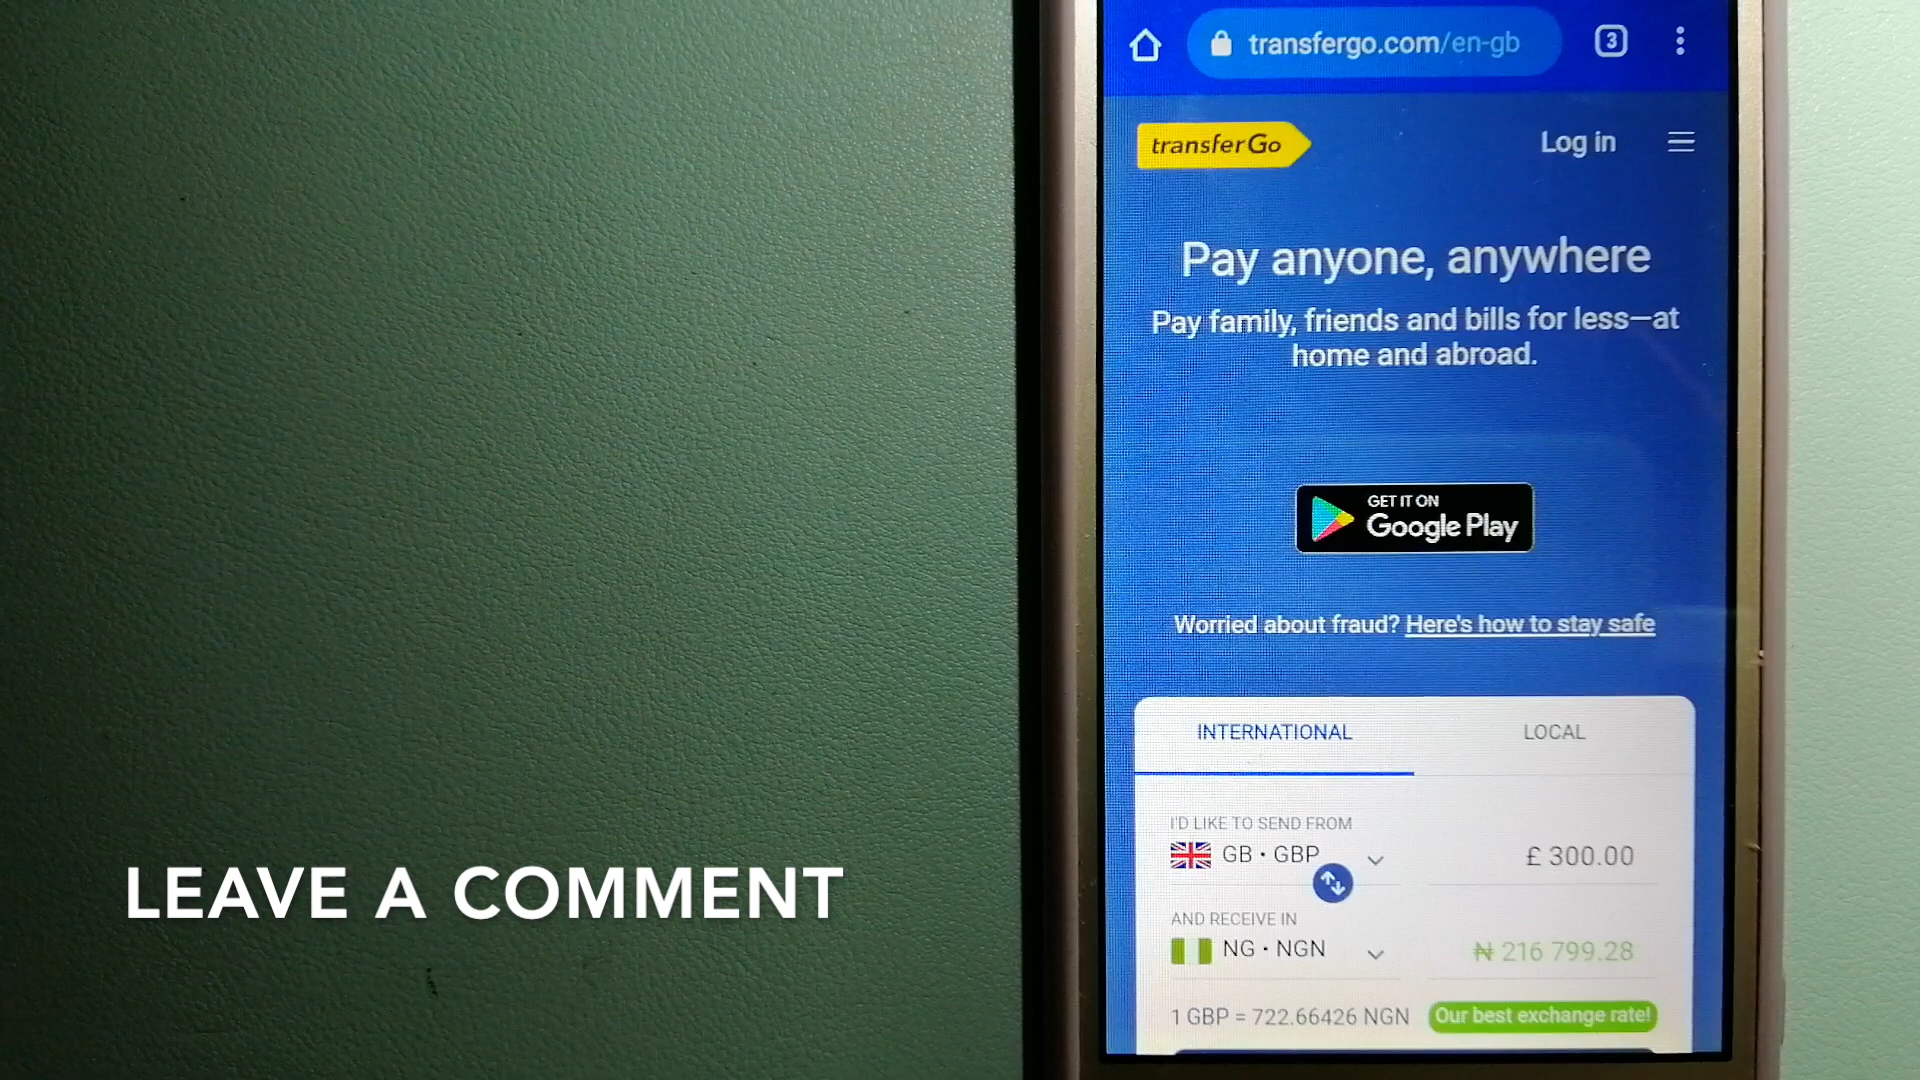 3
transfergo.com/en-gb
transferGo
Log in
Pay anyone, anywhere
Pay family, friends and bills for less—at
home and abroad.
GET IT ON
Google Play
Worried about fraud? Here's how to stay safe
INTERNATIONAL
LOCAL
I'D LIKE TO SEND FROM
GB • GBP
£ 300.00
AND RECEIVE IN
NG • NGN
₦ 216 799.28
1 GBP = 722.66426 NGN
Our best exchange rate!
LEAVE A COMMENT